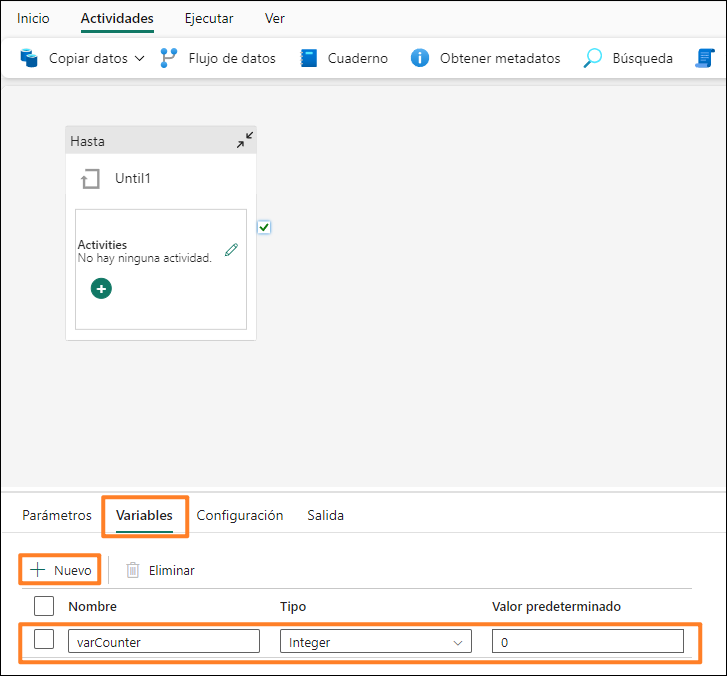 Inicio Actividades Ejecutar Ver
Copiar datos Flujo de datos Cuaderno Obtener metadatos Búsqueda
Hasta
Until1
Activities
No hay ninguna actividad.
Parámetros Variables Configuración Salida
Nuevo Eliminar
Nombre Tipo Valor predeterminado
varCounter Integer 0